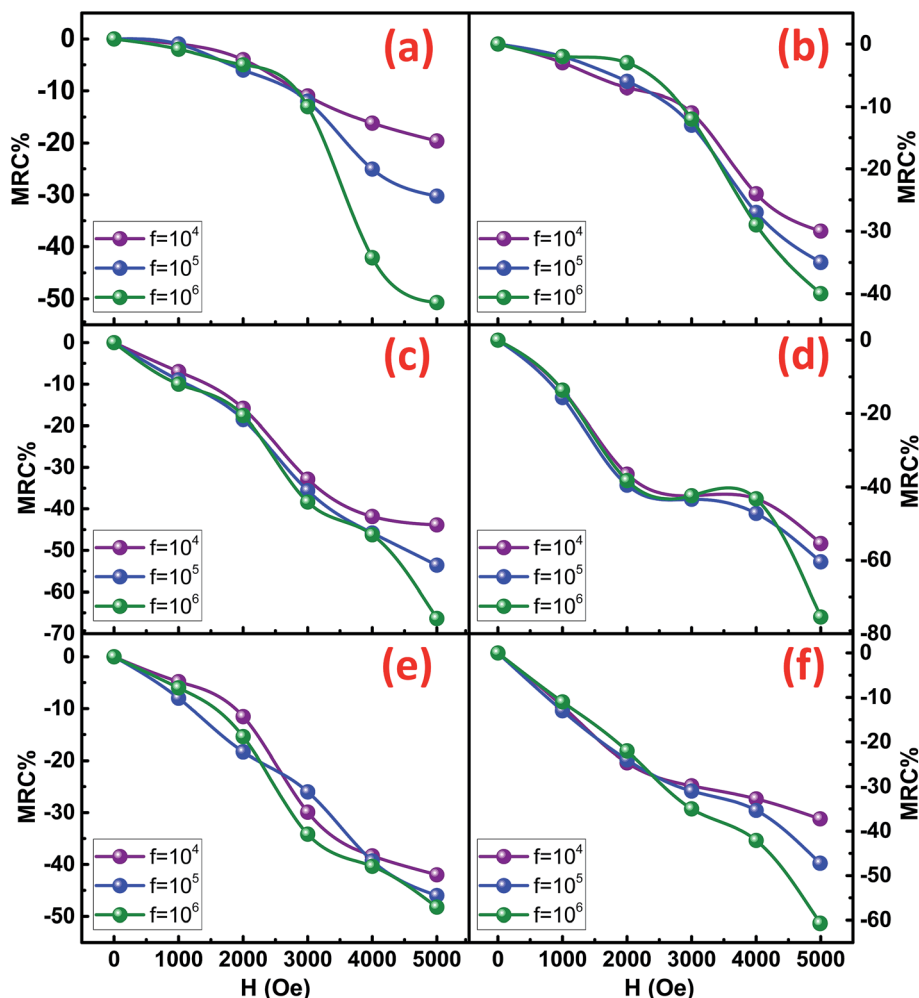 (a)
0
-10
-20
-30
-40
-50
MRC%
f=10⁴
f=10⁵
f=10⁶
(b)
0
-10
-20
-30
-40
MRC%
f=10⁴
f=10⁵
f=10⁶
(c)
0
-10
-20
-30
-40
-50
-60
-70
MRC%
f=10⁴
f=10⁵
f=10⁶
(d)
0
-20
-40
-60
-80
MRC%
f=10⁴
f=10⁵
f=10⁶
(e)
0
-10
-20
-30
-40
-50
MRC%
f=10⁴
f=10⁵
f=10⁶
0 1000 2000 3000 4000 5000
H (Oe)
(f)
0
-10
-20
-30
-40
-50
-60
MRC%
f=10⁴
f=10⁵
f=10⁶
0 1000 2000 3000 4000 5000
H (Oe)